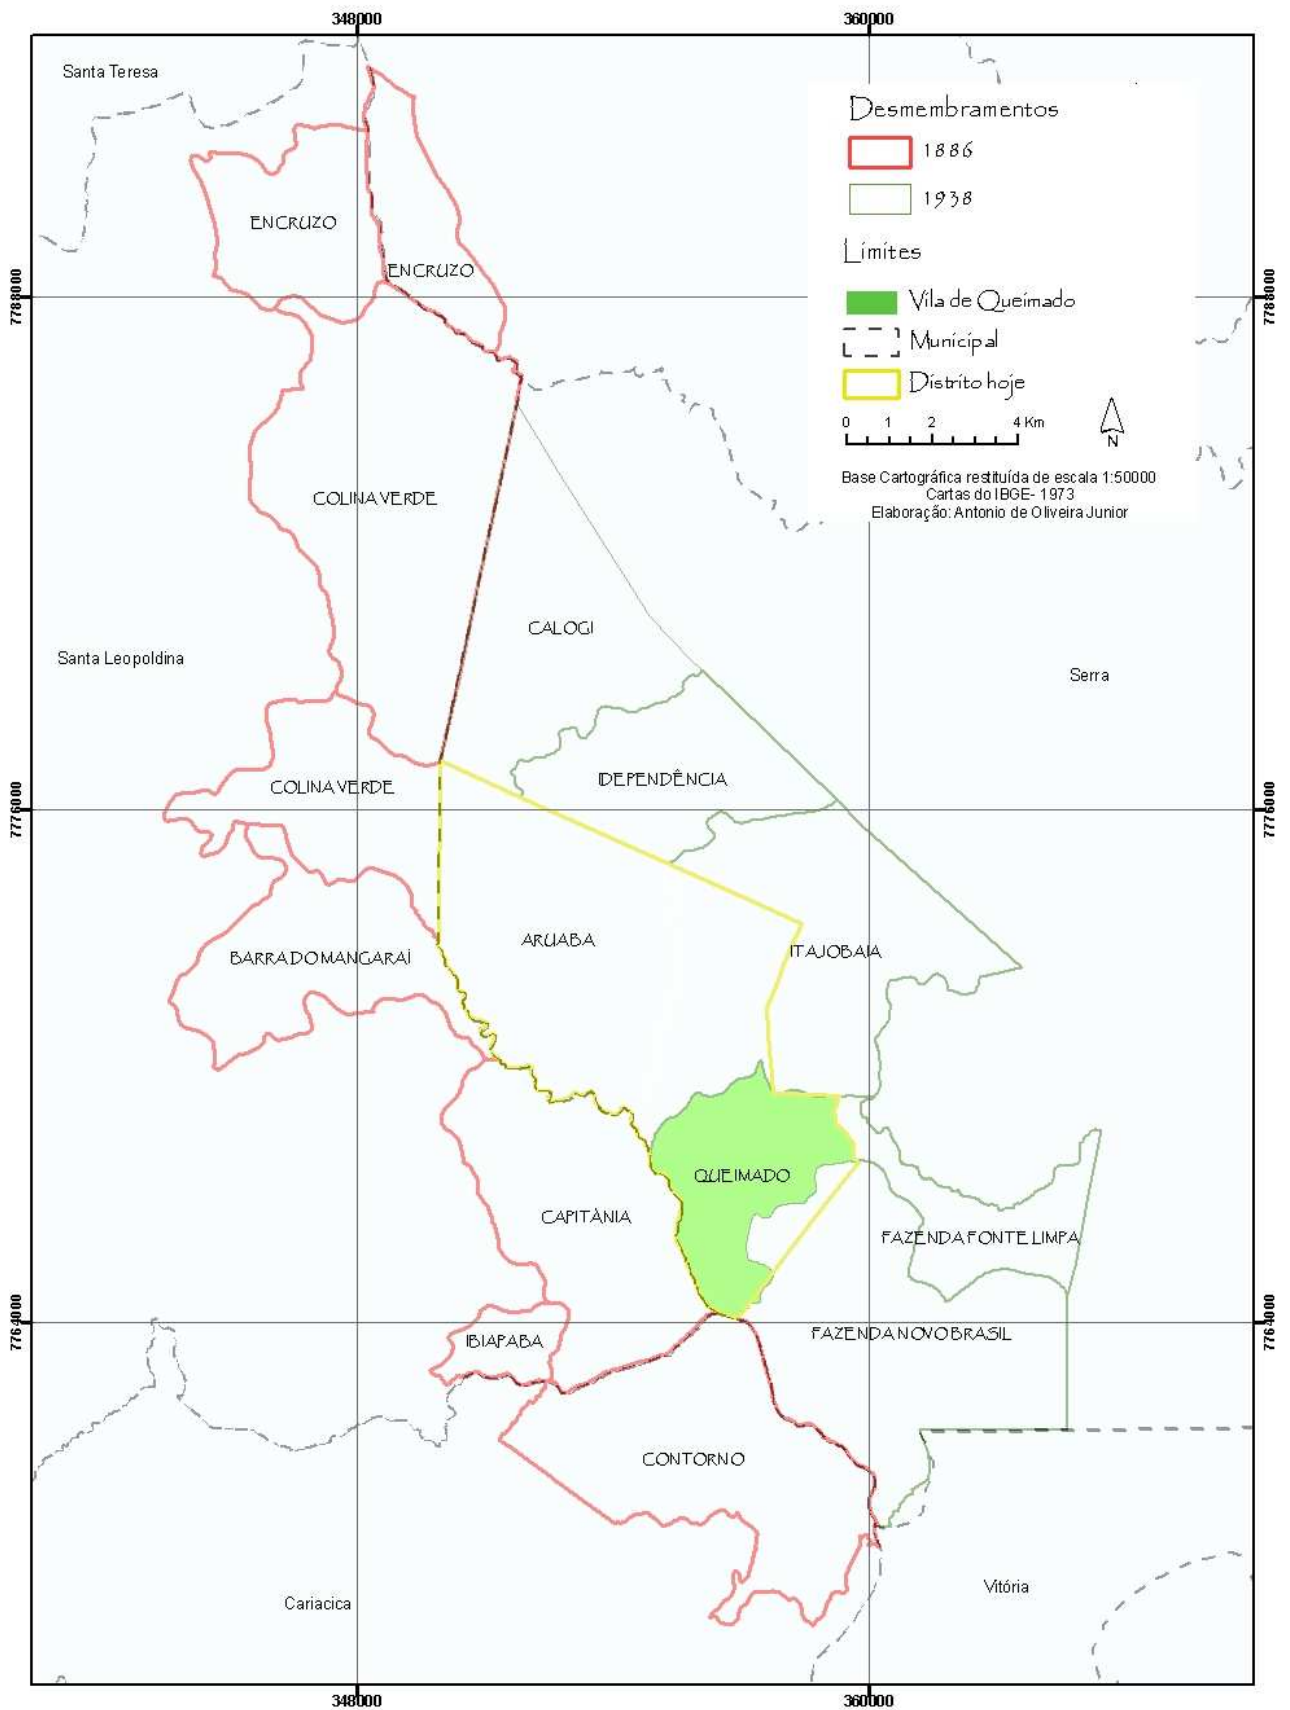 348000
360000
Santa Teresa
Desmembramentos
1886
1938
ENCRUZO
Limites
ENCRUZO
7788000
7788000
Vila de Queimado
Municipal
Distrito hoje
0 1 2 4 Km
N
Base Cartográfica restituída de escala 1:50000
Cartas do IBGE- 1973
Elaboração: Antonio de Oliveira Junior
COLINA VERDE
CALOGI
Santa Leopoldina
Serra
IDEPENDÊNCIA
COLINA VERDE
7776000
7776000
ARUABA
ITAJOBAIA
BARRA DO MANGARAÍ
QUEIMADO
CAPITÀNIA
FAZENDA FONTE LIMPA
7764000
7764000
IBIAPABA
FAZENDA NOVO BRASIL
CONTORNO
Vitória
Cariacica
348000
360000